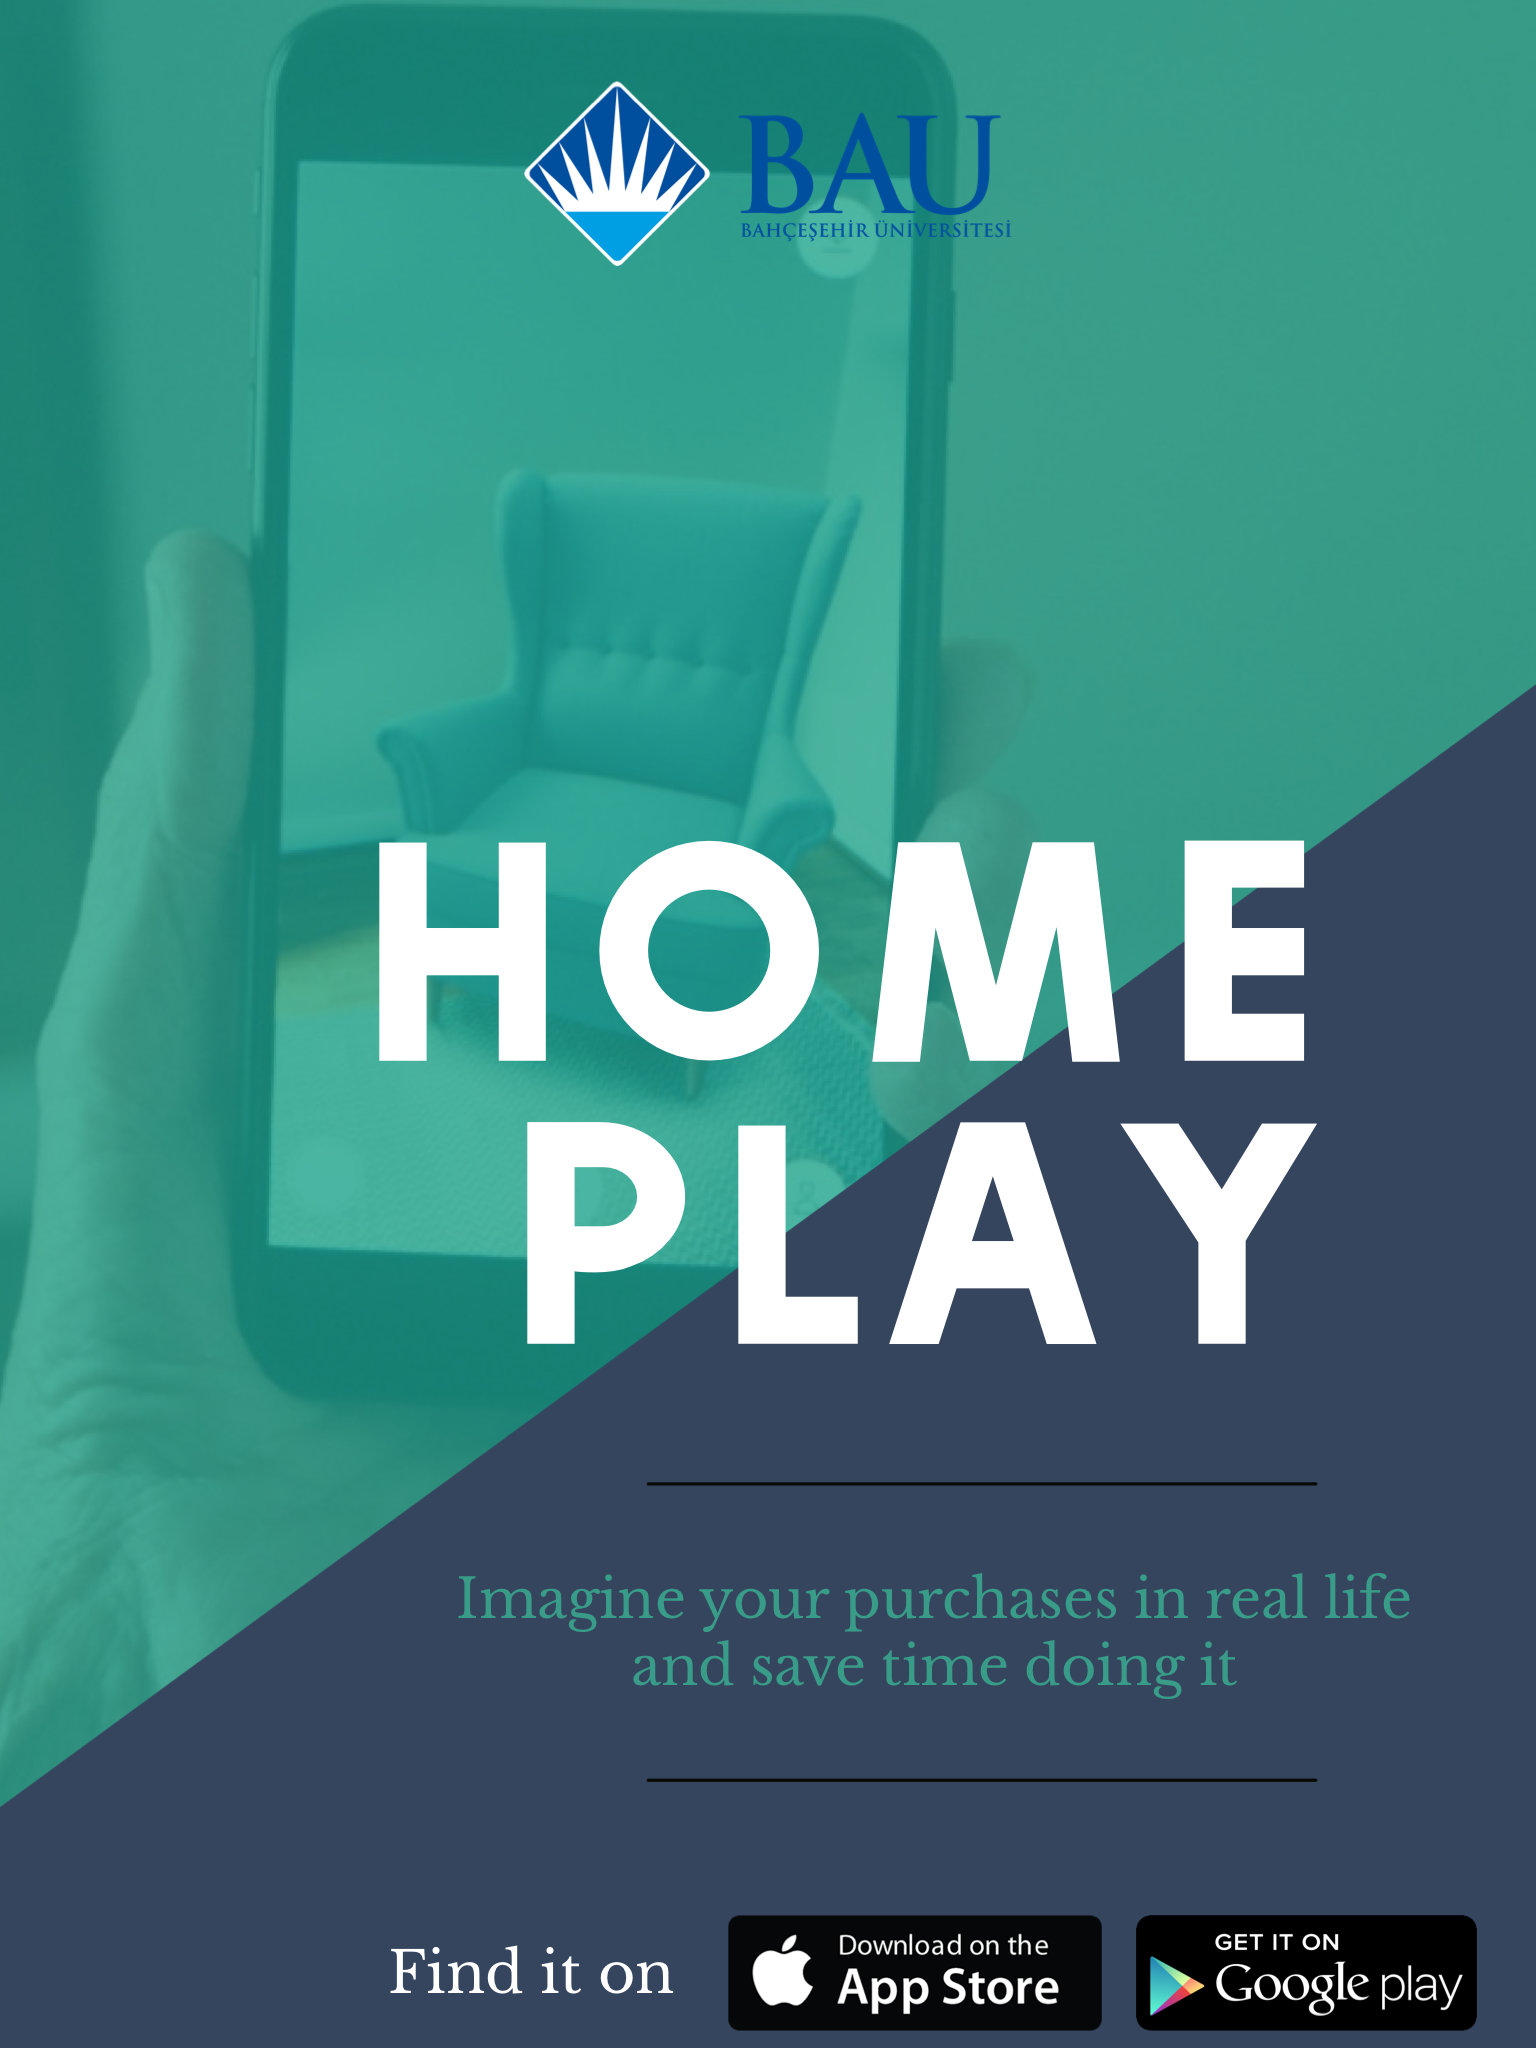 BAU
BAHÇEŞEHİR ÜNİVERSİTESİ
HOME
PLAY
Imagine your purchases in real life
and save time doing it
Find it on
Download on the
App Store
GET IT ON
Google play